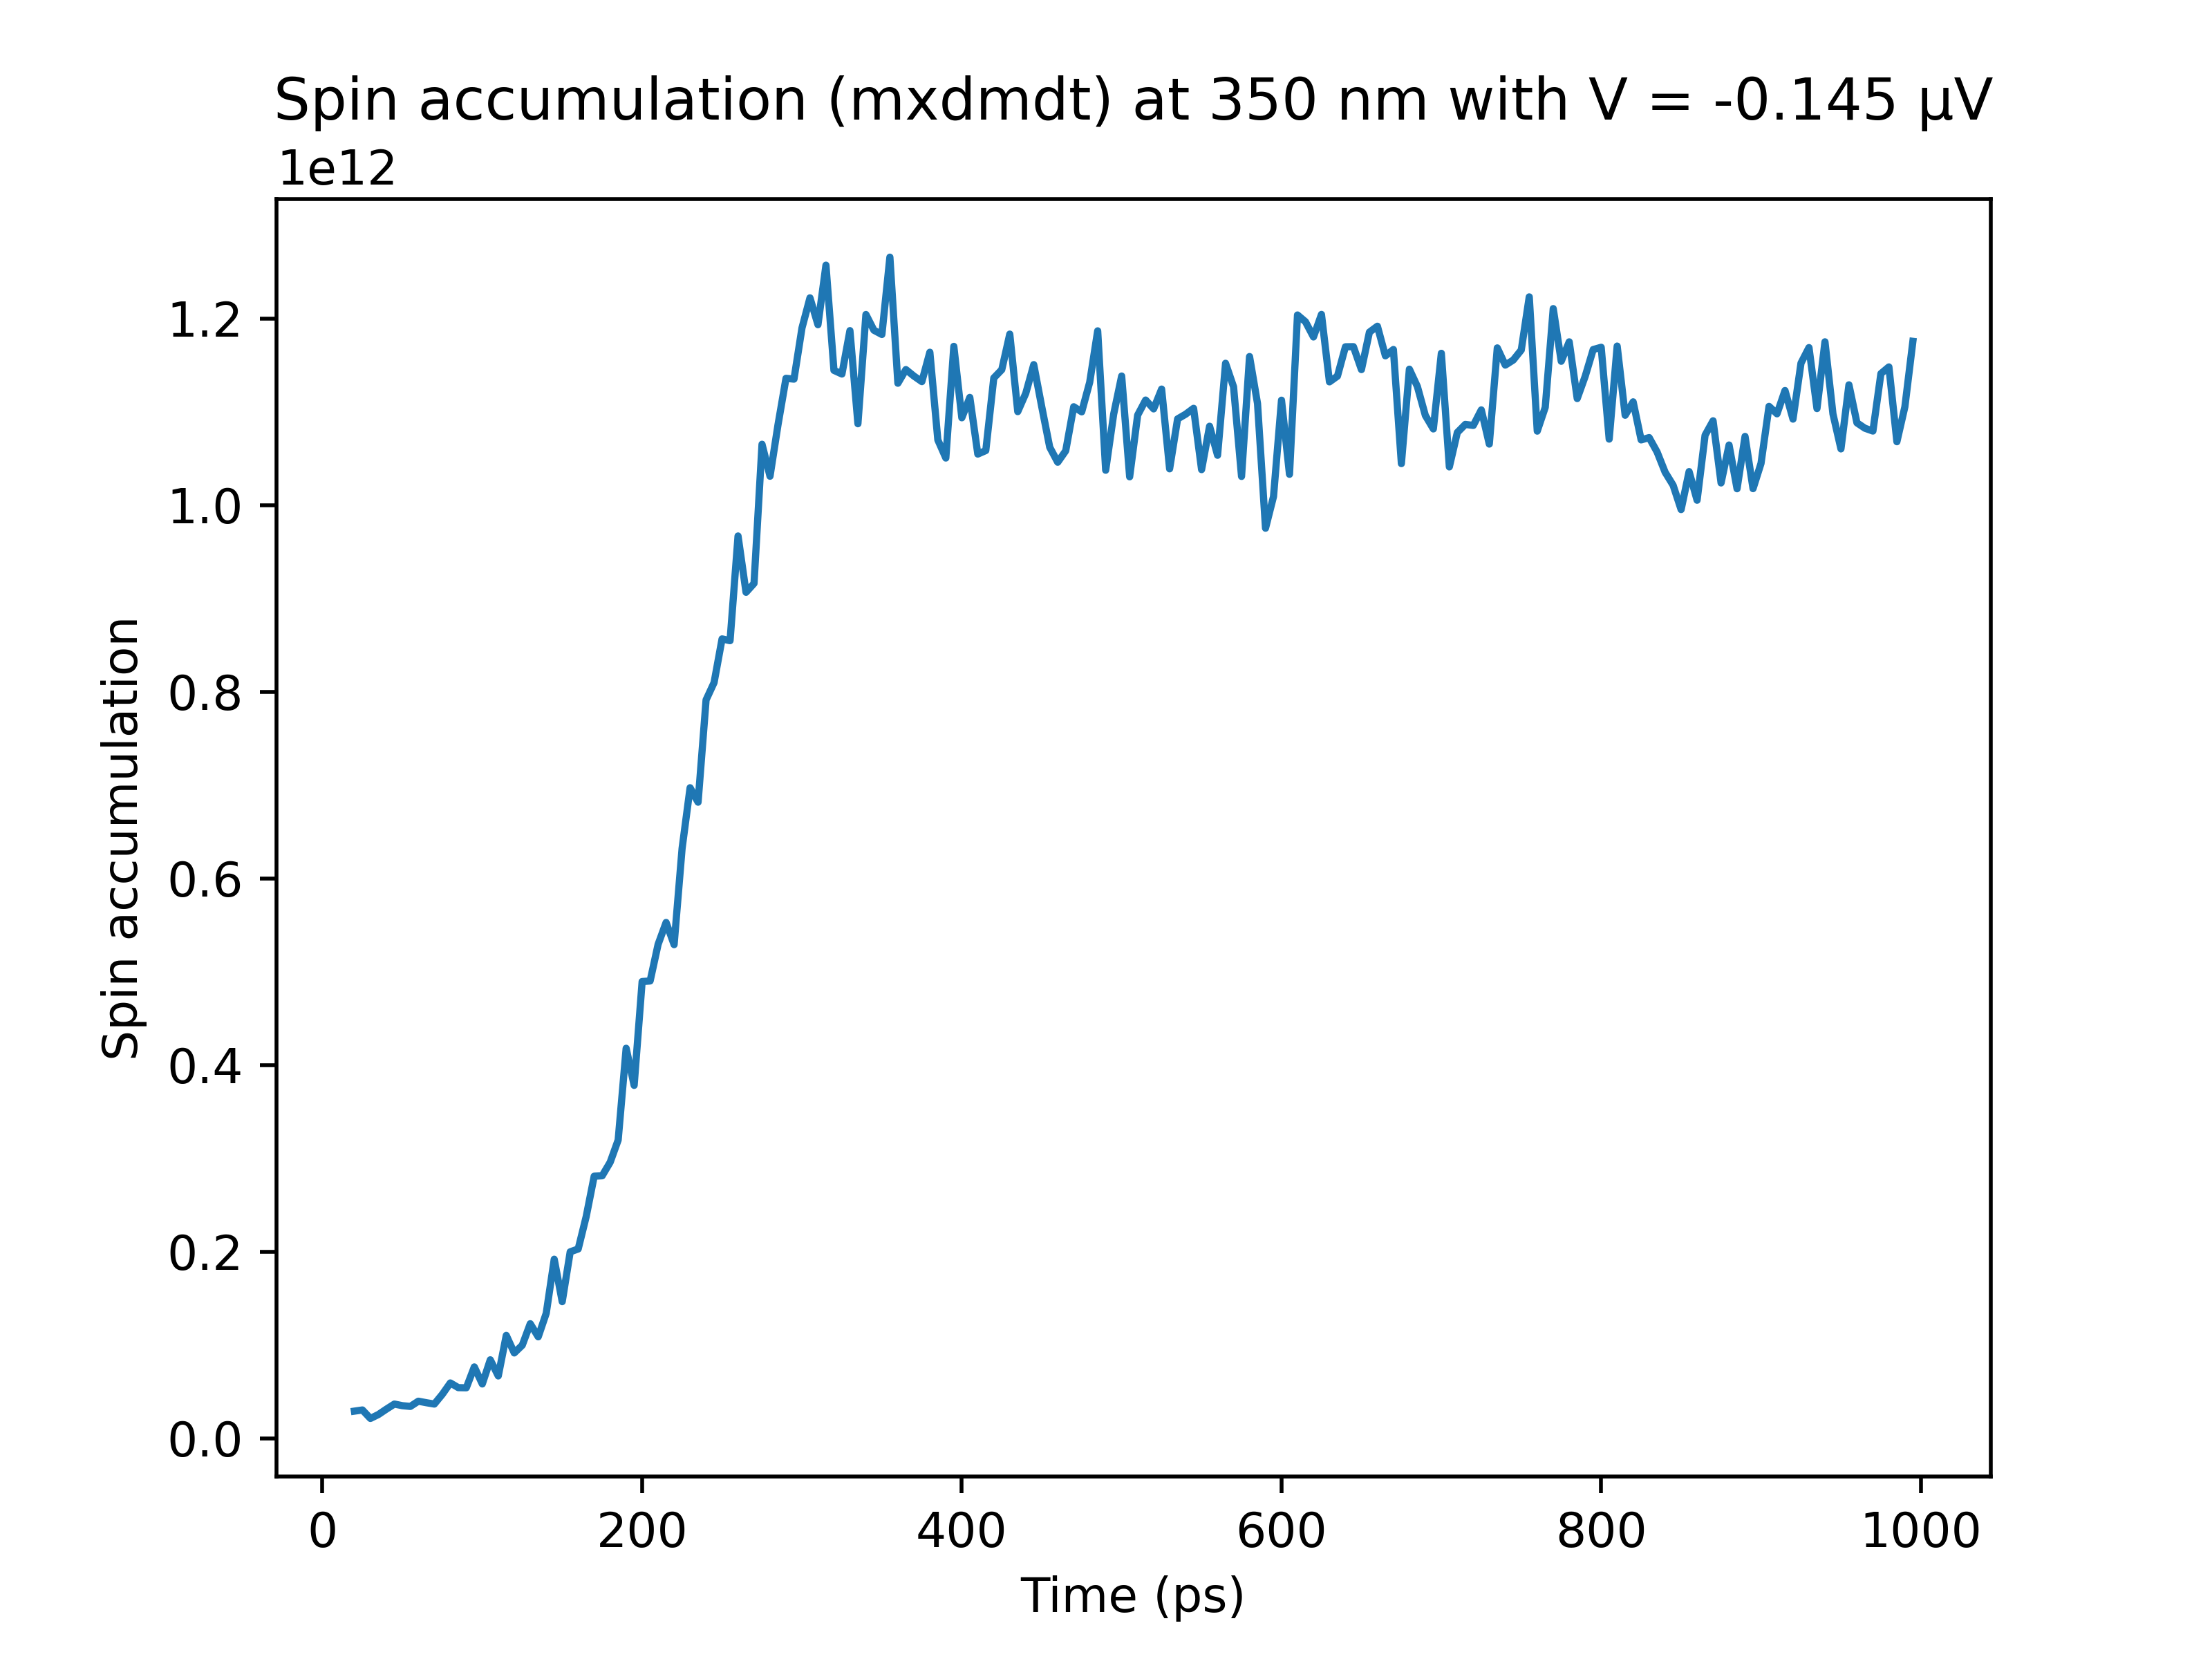 Spin accumulation (mxdmdt) at 350 nm with V = -0.145 μV
1e12
1.2
1.0
0.8
0.6
0.4
0.2
0.0
Spin accumulation
0 200 400 600 800 1000
Time (ps)